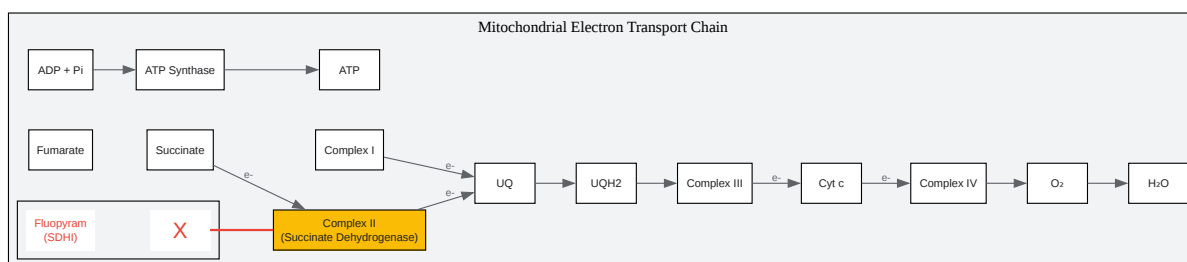 Mitochondrial Electron Transport Chain
ADP + Pi
ATP Synthase
ATP
Fumarate
Succinate
Complex I
e-
e-
UQ
UQH2
Complex III
e-
Cyt c
e-
Complex IV
O₂
H₂O
e-
Fluopyram
(SDHI)
X
Complex II
(Succinate Dehydrogenase)